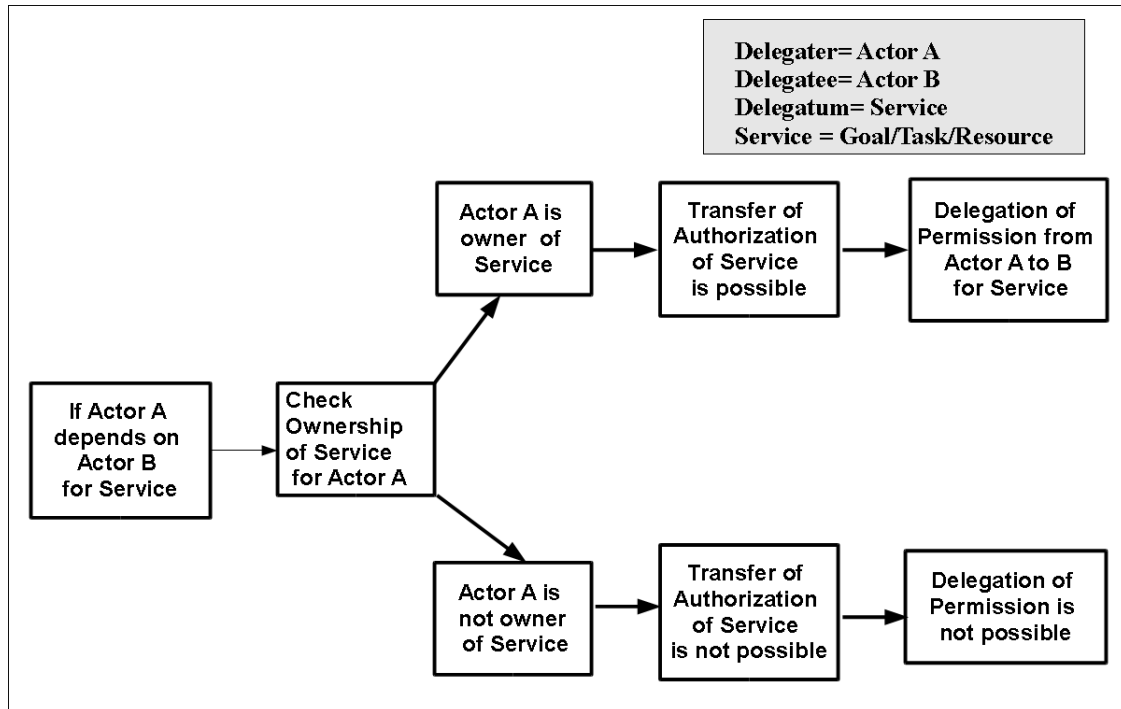 Delegater= Actor A
Delegatee= Actor B
Delegatum= Service
Service = Goal/Task/Resource
If Actor A
depends on
Actor B
for Service
Check
Ownership
of Service
for Actor A
Actor A is
owner of
Service
Transfer of
Authorization
of Service
is possible
Delegation of
Permission from
Actor A to B
for Service
Actor A is
not owner
of Service
Transfer of
Authorization
of Service
is not possible
Delegation of
Permission is
not possible